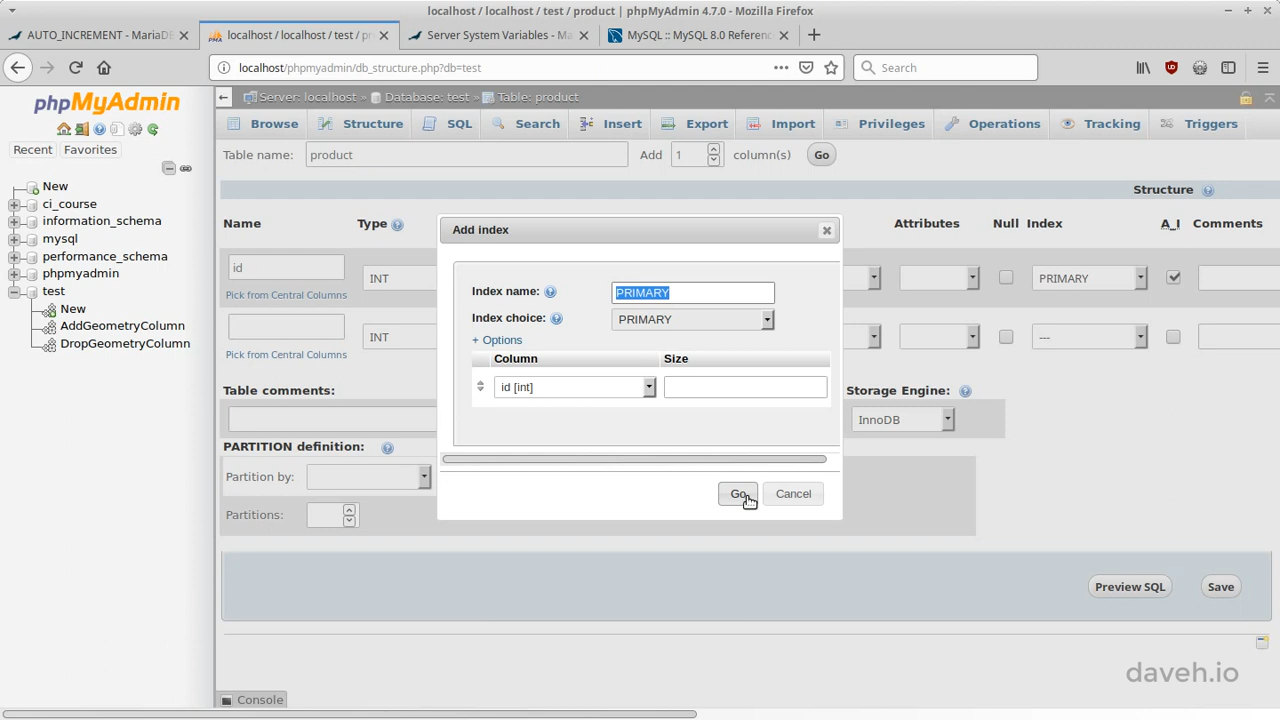 localhost / localhost / test / product | phpMyAdmin 4.7.0 - Mozilla Firefox
AUTO_INCREMENT - MariaDB
localhost / localhost / test / pr
Server System Variables - Ma
MySQL :: MySQL 8.0 Referenc
localhost/phpmyadmin/db_structure.php?db=test
Search
phpMyAdmin
Recent
Favorites
New
ci_course
information_schema
mysql
performance_schema
phpmyadmin
test
New
AddGeometryColumn
DropGeometryColumn
Server: localhost » Database: test » Table: product
Browse
Structure
SQL
Search
Insert
Export
Import
Privileges
Operations
Tracking
Triggers
Table name: product Add 1 column(s) Go
Structure
Name Type Attributes Null Index A_I Comments
id INT PRIMARY
Pick from Central Columns
INT ---
Pick from Central Columns
Table comments: Storage Engine:
InnoDB
PARTITION definition:
Partition by:
Partitions:
Add index
Index name: PRIMARY
Index choice: PRIMARY
+ Options
Column Size
id [int]
Go Cancel
Preview SQL Save
Console
daveh.io